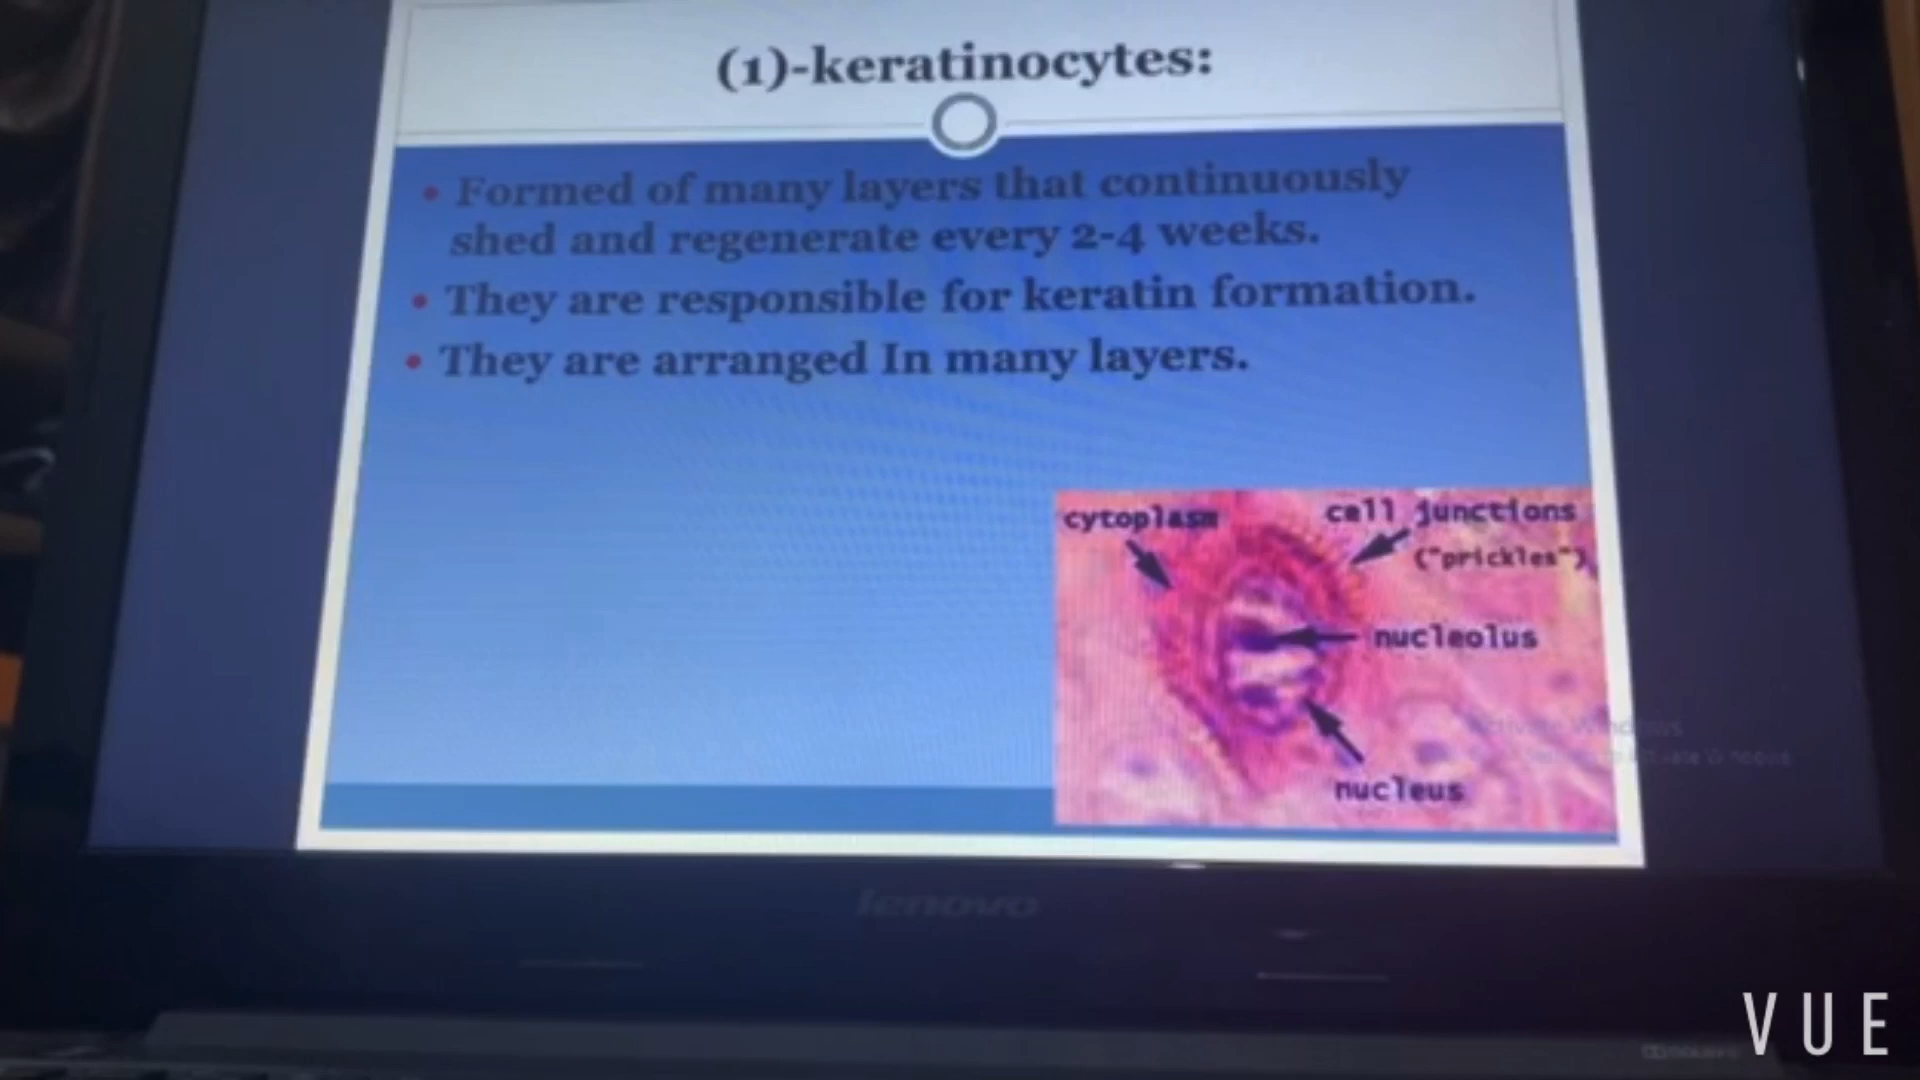 (1)-keratinocytes:
• Formed of many layers that continuously
shed and regenerate every 2-4 weeks.
• They are responsible for keratin formation.
• They are arranged In many layers.
cytoplasm
cell junctions
("prickles")
nucleolus
nucleus
lenovo
VUE